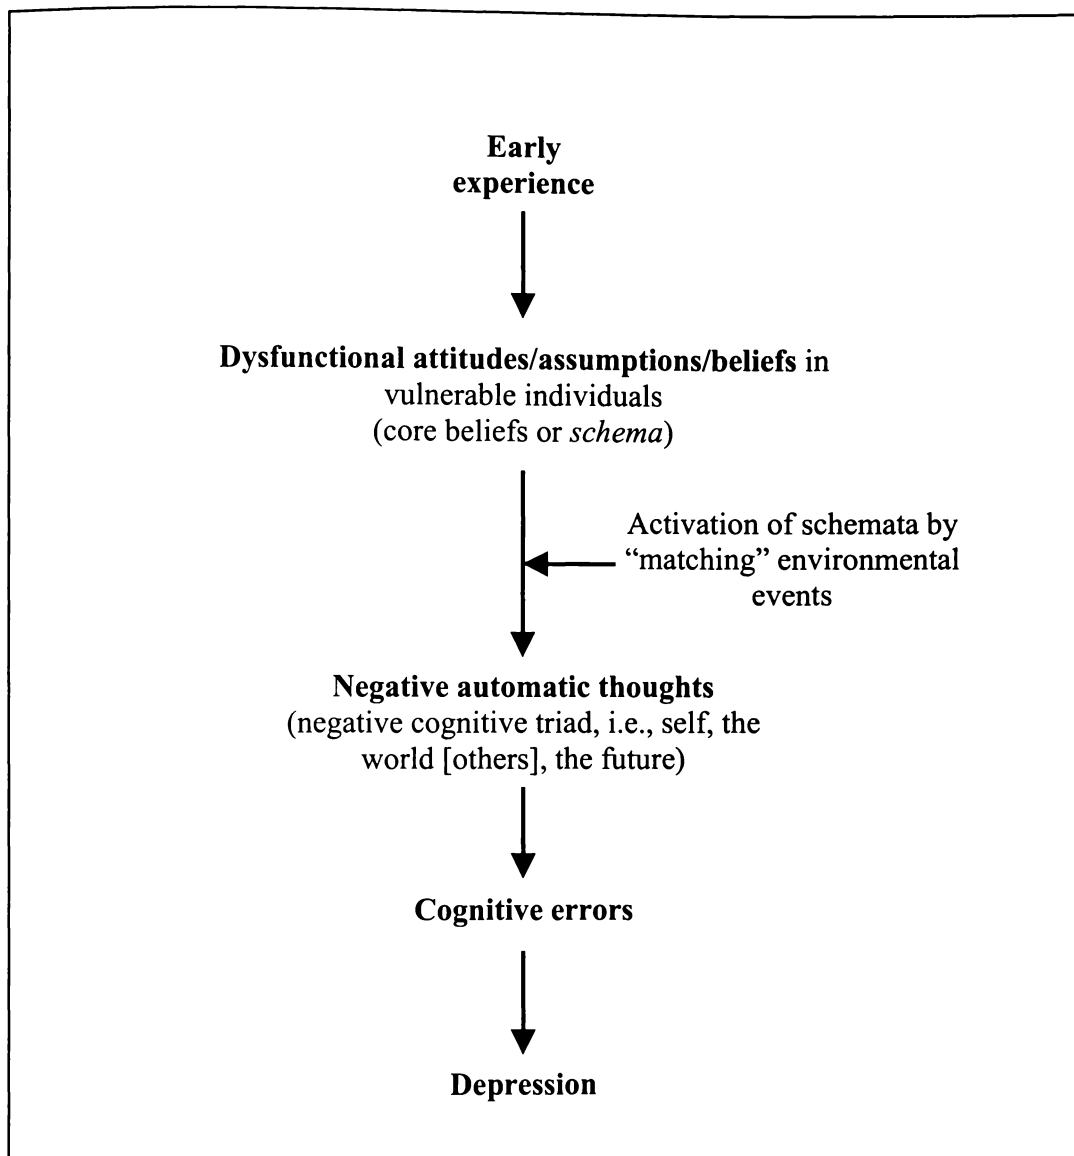 Early
experience
Dysfunctional attitudes/assumptions/beliefs in
vulnerable individuals
(core beliefs or schema)
Activation of schemata by
“matching” environmental
events
Negative automatic thoughts
(negative cognitive triad, i.e., self, the
world [others], the future)
Cognitive errors
Depression